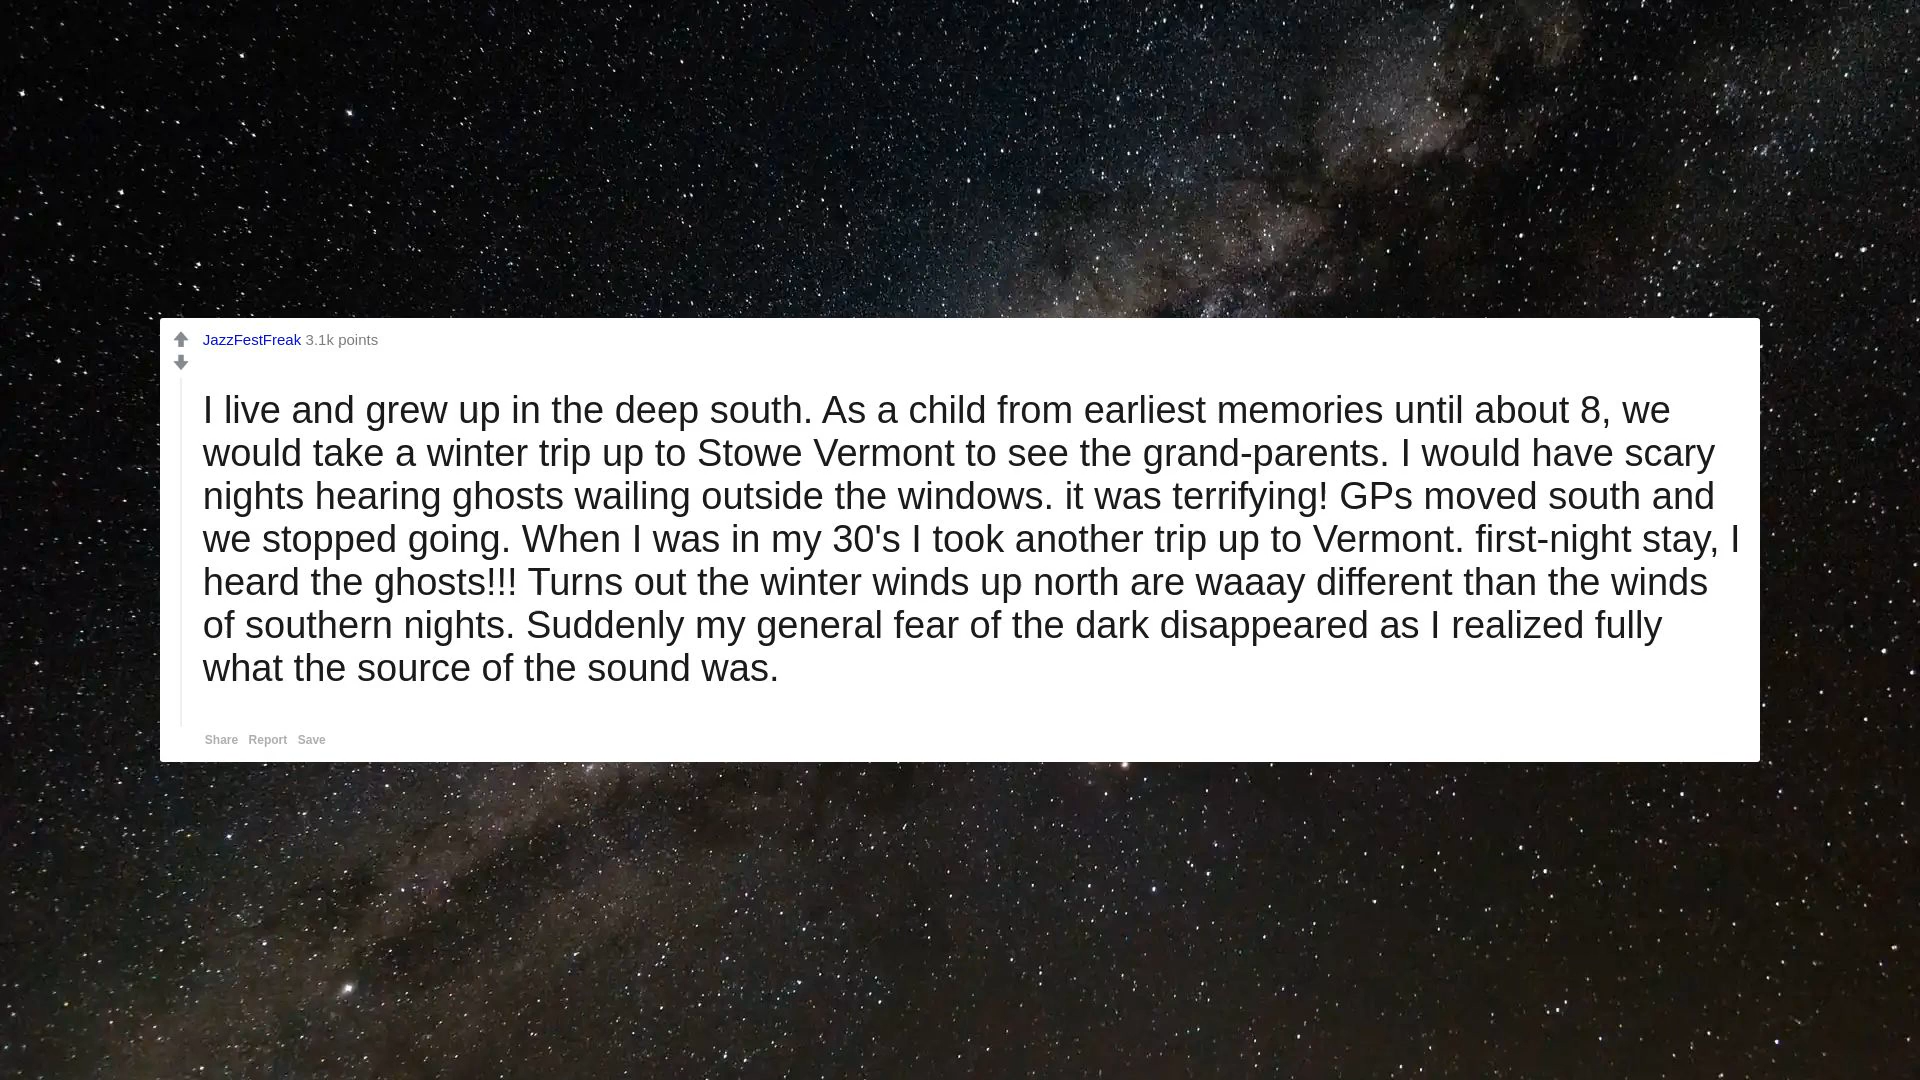 JazzFestFreak 3.1k points
I live and grew up in the deep south. As a child from earliest memories until about 8, we
would take a winter trip up to Stowe Vermont to see the grand-parents. I would have scary
nights hearing ghosts wailing outside the windows. it was terrifying! GPs moved south and
we stopped going. When I was in my 30's I took another trip up to Vermont. first-night stay, I
heard the ghosts!!! Turns out the winter winds up north are waaay different than the winds
of southern nights. Suddenly my general fear of the dark disappeared as I realized fully
what the source of the sound was.
Share Report Save